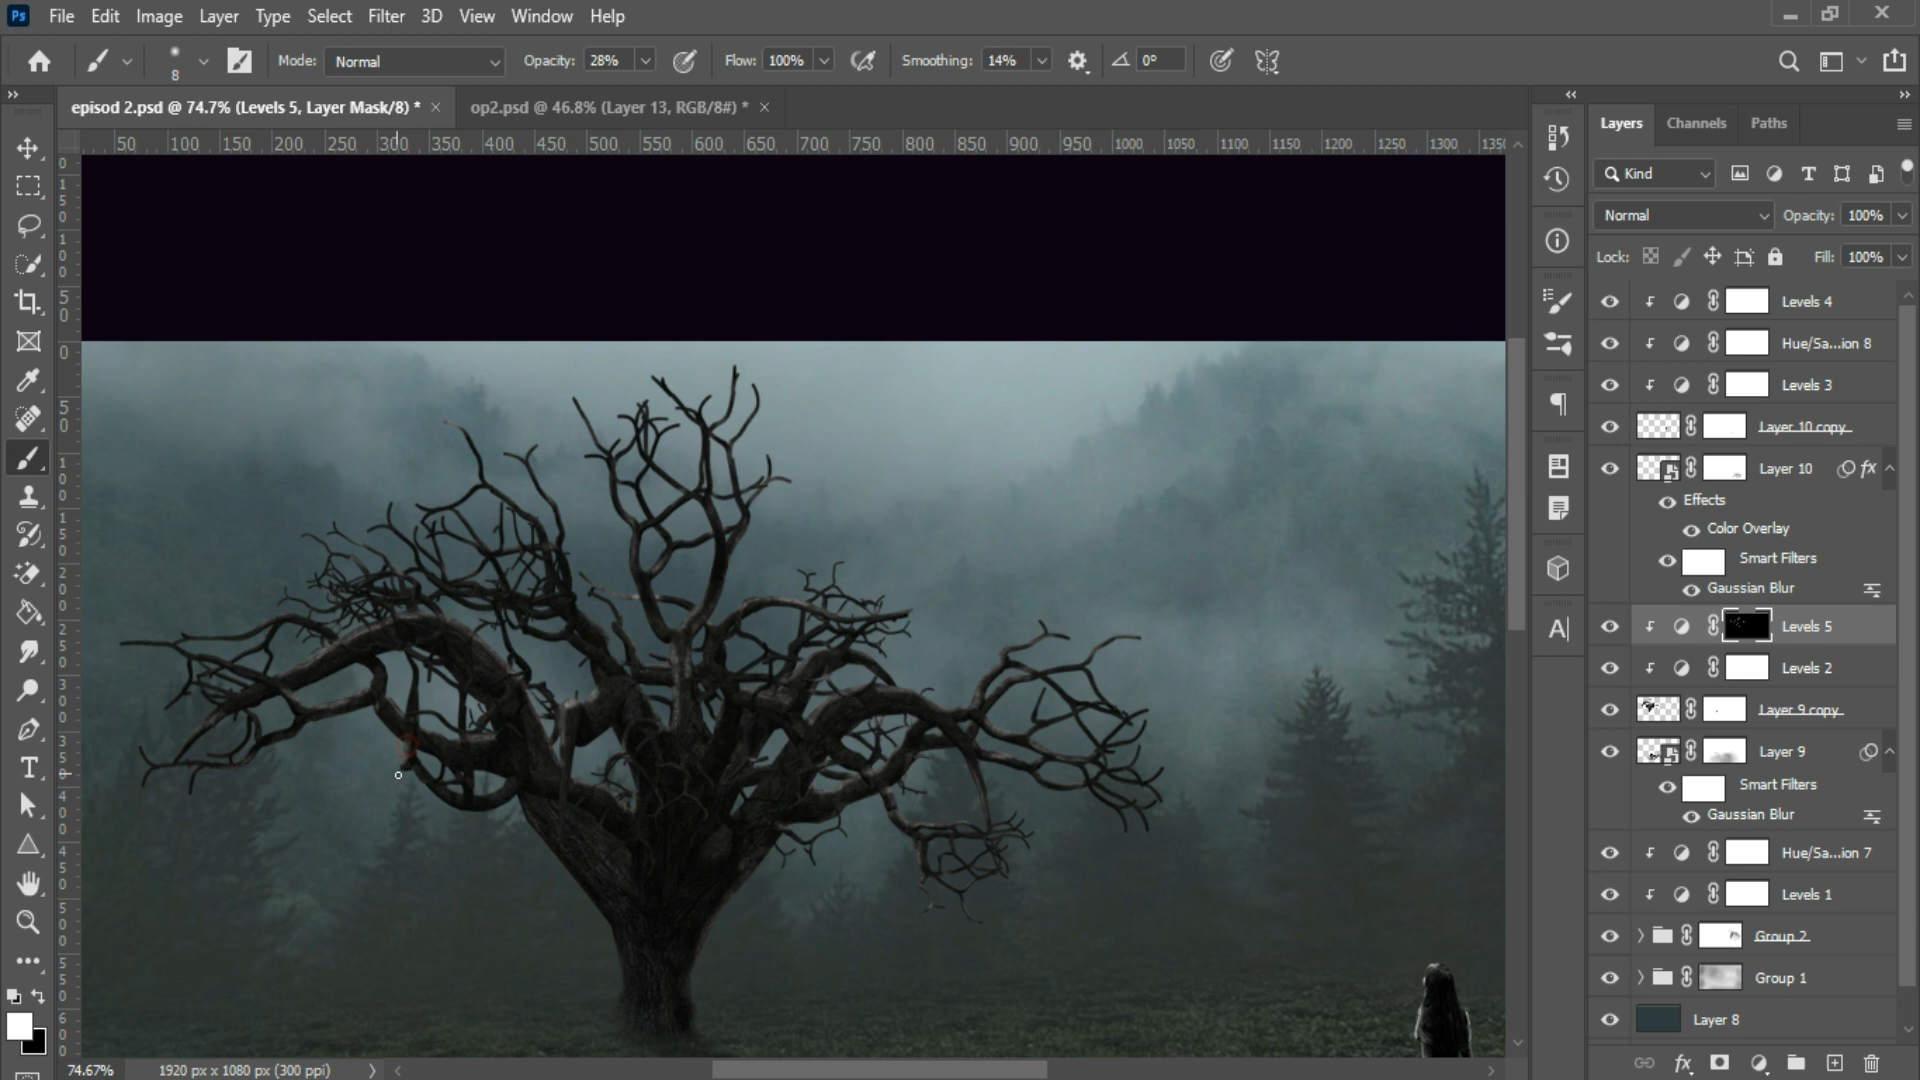 Ps File Edit Image Layer Type Select Filter 3D View Window Help
8 Mode: Normal Opacity: 28% Flow: 100% Smoothing: 14% 0°
episod 2.psd @ 74.7% (Levels 5, Layer Mask/8) * op2.psd @ 46.8% (Layer 13, RGB/8#) *
50 100 150 200 250 300 350 400 450 500 550 600 650 700 750 800 850 900 950 1000 1050 1100 1150 1200 1250 1300
Layers Channels Paths
Kind
Normal Opacity: 100%
Lock: Fill: 100%
Levels 4
Hue/Sa...ion 8
Levels 3
Layer 10 copy
Layer 10 fx
Effects
Color Overlay
Smart Filters
Gaussian Blur
Levels 5
Levels 2
Layer 9 copy
Layer 9
Smart Filters
Gaussian Blur
Hue/Sa...ion 7
Levels 1
Group 2
Group 1
Layer 8
74.67% 1920 px x 1080 px (300 ppi)